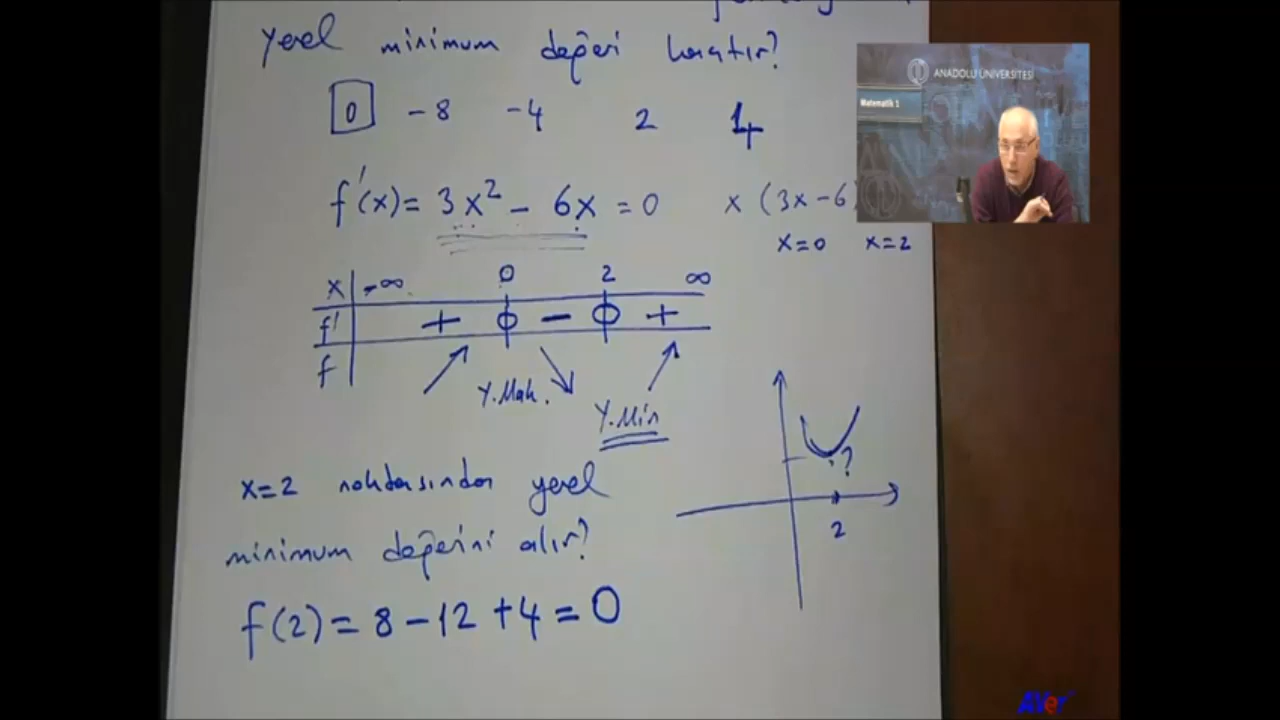 yerel minimum değeri kaçtır?
0 -8 -4 2 4
f'(x) = 3x² - 6x = 0 x (3x-6)
x=0 x=2
x -∞ 0 2 ∞
f' + 0 - 0 +
f
Y.Mak.
Y.Min
?
2
x=2 noktasından yerel
minimum değerini alır?
f(2) = 8 - 12 + 4 = 0
ANADOLU ÜNİVERSİTESİ
Matematik 1
AVer